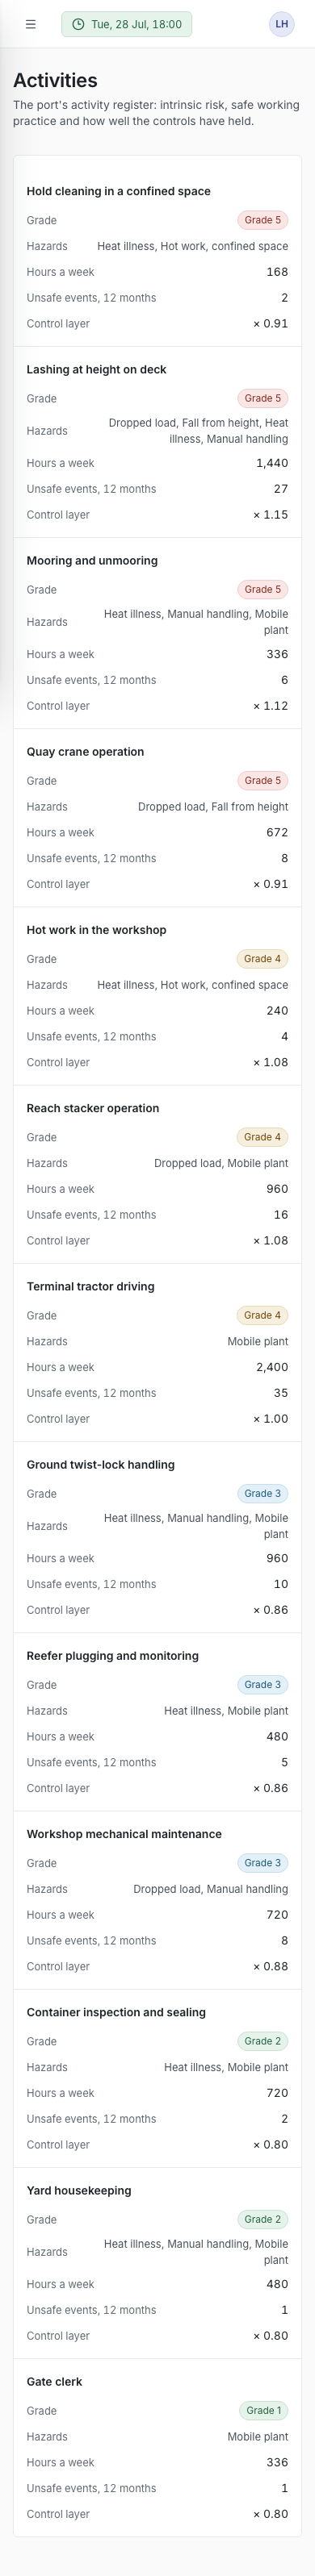 Tue, 28 Jul, 18:00
LH
Activities
The port's activity register: intrinsic risk, safe working
practice and how well the controls have held.
Hold cleaning in a confined space
Grade Grade 5
Hazards Heat illness, Hot work, confined space
Hours a week 168
Unsafe events, 12 months 2
Control layer × 0.91
Lashing at height on deck
Grade Grade 5
Hazards Dropped load, Fall from height, Heat
illness, Manual handling
Hours a week 1,440
Unsafe events, 12 months 27
Control layer × 1.15
Mooring and unmooring
Grade Grade 5
Hazards Heat illness, Manual handling, Mobile
plant
Hours a week 336
Unsafe events, 12 months 6
Control layer × 1.12
Quay crane operation
Grade Grade 5
Hazards Dropped load, Fall from height
Hours a week 672
Unsafe events, 12 months 8
Control layer × 0.91
Hot work in the workshop
Grade Grade 4
Hazards Heat illness, Hot work, confined space
Hours a week 240
Unsafe events, 12 months 4
Control layer × 1.08
Reach stacker operation
Grade Grade 4
Hazards Dropped load, Mobile plant
Hours a week 960
Unsafe events, 12 months 16
Control layer × 1.08
Terminal tractor driving
Grade Grade 4
Hazards Mobile plant
Hours a week 2,400
Unsafe events, 12 months 35
Control layer × 1.00
Ground twist-lock handling
Grade Grade 3
Hazards Heat illness, Manual handling, Mobile
plant
Hours a week 960
Unsafe events, 12 months 10
Control layer × 0.86
Reefer plugging and monitoring
Grade Grade 3
Hazards Heat illness, Mobile plant
Hours a week 480
Unsafe events, 12 months 5
Control layer × 0.86
Workshop mechanical maintenance
Grade Grade 3
Hazards Dropped load, Manual handling
Hours a week 720
Unsafe events, 12 months 8
Control layer × 0.88
Container inspection and sealing
Grade Grade 2
Hazards Heat illness, Mobile plant
Hours a week 720
Unsafe events, 12 months 2
Control layer × 0.80
Yard housekeeping
Grade Grade 2
Hazards Heat illness, Manual handling, Mobile
plant
Hours a week 480
Unsafe events, 12 months 1
Control layer × 0.80
Gate clerk
Grade Grade 1
Hazards Mobile plant
Hours a week 336
Unsafe events, 12 months 1
Control layer × 0.80